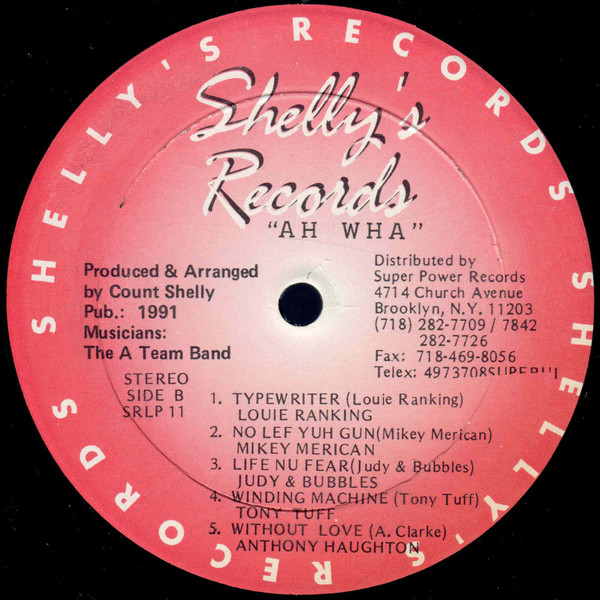 SHELLY'S RECORDS SHELLY'S RECORDS
Shelly's
Records
"AH WHA"
Produced & Arranged
by Count Shelly
Pub.: 1991
Musicians:
The A Team Band
Distributed by
Super Power Records
4714 Church Avenue
Brooklyn, N.Y. 11203
(718) 282-7709 / 7842
282-7726
Fax: 718-469-8056
Telex: 4973708SUPERUI
STEREO
SIDE B
SRLP 11
1. TYPEWRITER (Louie Ranking)
LOUIE RANKING
2. NO LEF YUH GUN(Mikey Merican)
MIKEY MERICAN
3. LIFE NU FEAR(Judy & Bubbles)
JUDY & BUBBLES
4. WINDING MACHINE (Tony Tuff)
TONY TUFF
5. WITHOUT LOVE (A. Clarke)
ANTHONY HAUGHTON